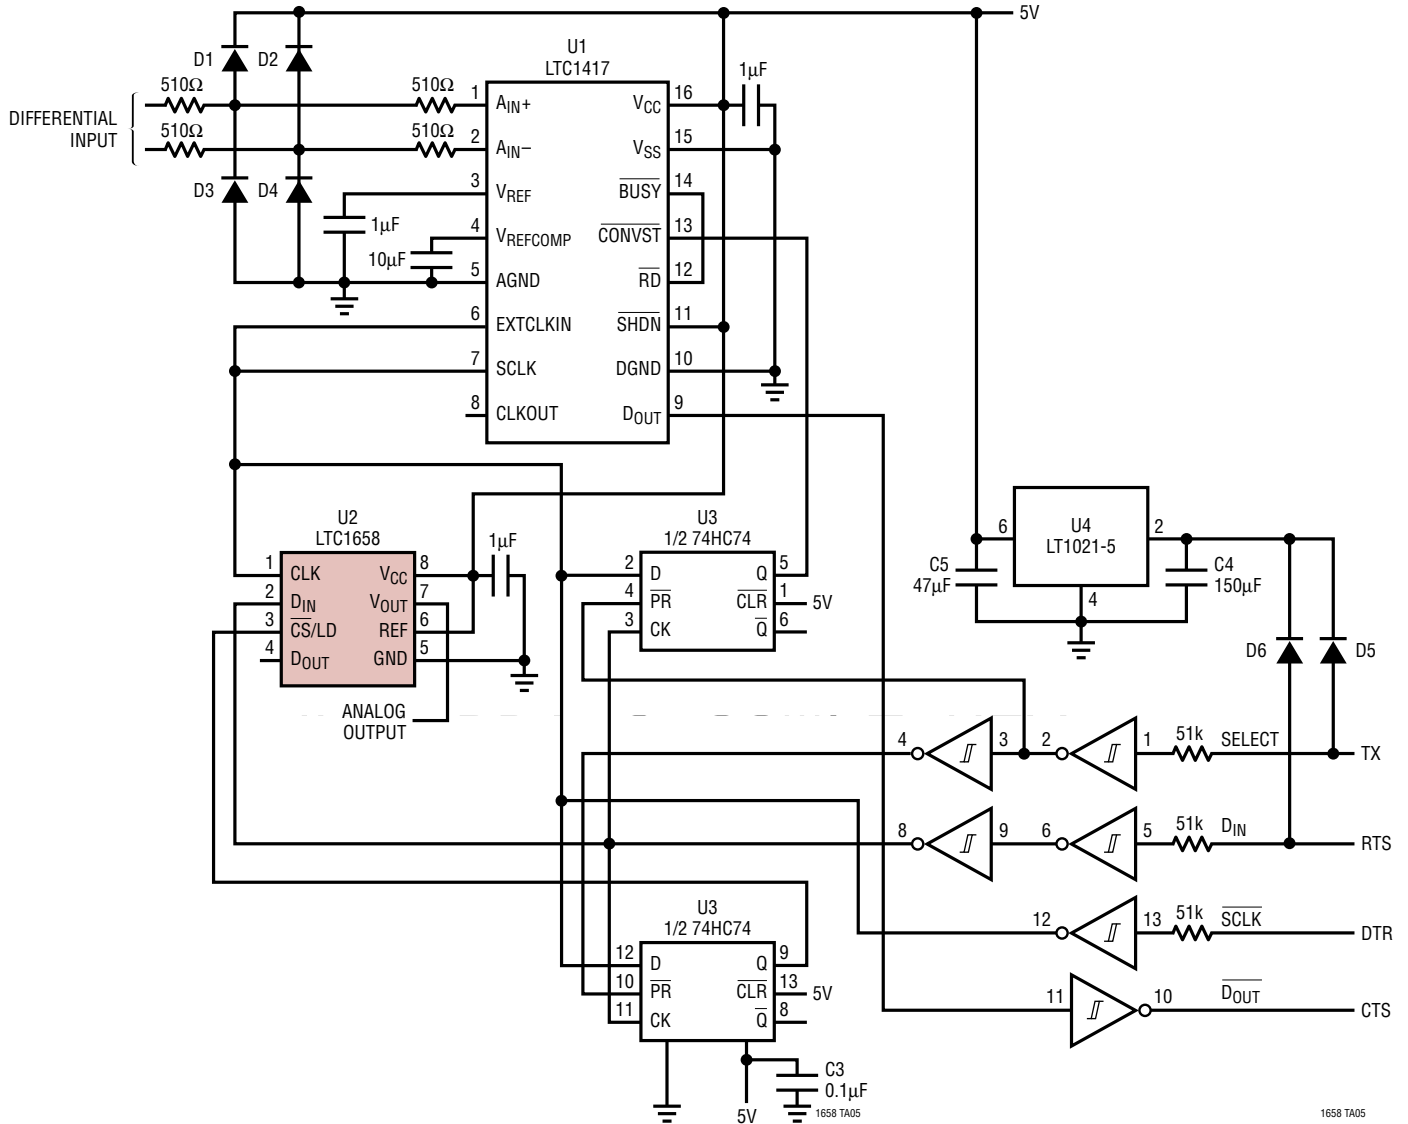 5V
D1
D2
510Ω
510Ω
DIFFERENTIAL
INPUT
510Ω
510Ω
D3
D4
1µF
10µF
U1
LTC1417
1 AIN+ VCC 16
2 AIN– VSS 15
3 VREF BUSY 14
4 VREFCOMP CONVST 13
5 AGND RD 12
6 EXTCLKIN SHDN 11
7 SCLK DGND 10
8 CLKOUT DOUT 9
1µF
U2
LTC1658
1 CLK VCC 8
2 DIN VOUT 7
3 CS/LD REF 6
4 DOUT GND 5
1µF
ANALOG
OUTPUT
U3
1/2 74HC74
2 D Q 5
4 PR CLR 1 5V
3 CK Q 6
6 U4 2
LT1021-5
4
C5
47µF
C4
150µF
D6
D5
4 3 2 1 51k SELECT TX
8 9 6 5 51k DIN RTS
12 13 51k SCLK DTR
11 10 DOUT CTS
U3
1/2 74HC74
12 D Q 9
10 PR CLR 13 5V
11 CK Q 8
C3
0.1µF
5V
1658 TA05
1658 TA05